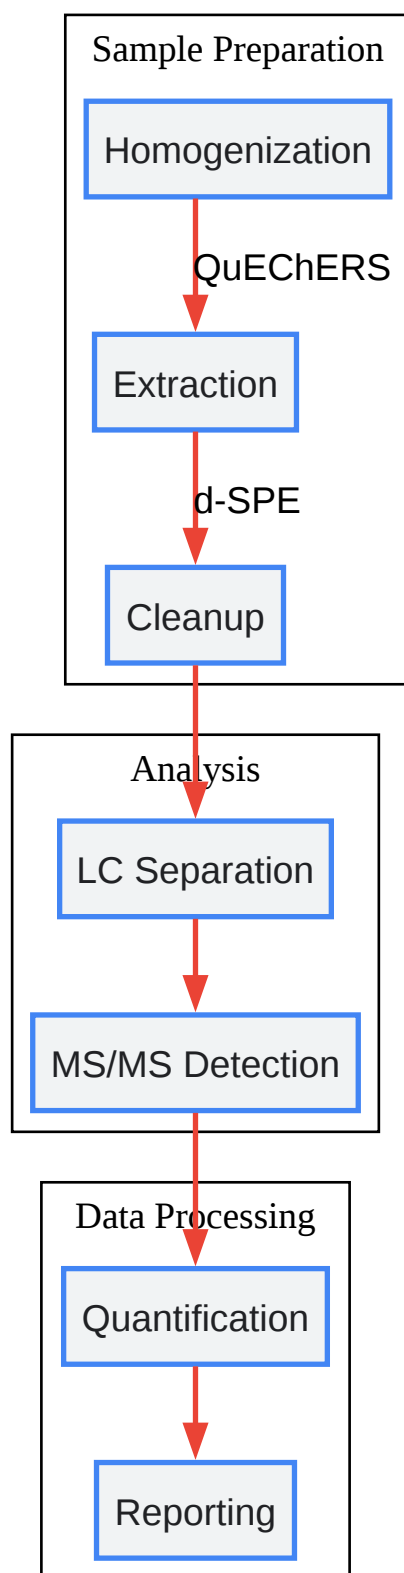 Sample Preparation
Homogenization
QuEChERS
Extraction
d-SPE
Cleanup
Analysis
LC Separation
MS/MS Detection
Data Processing
Quantification
Reporting